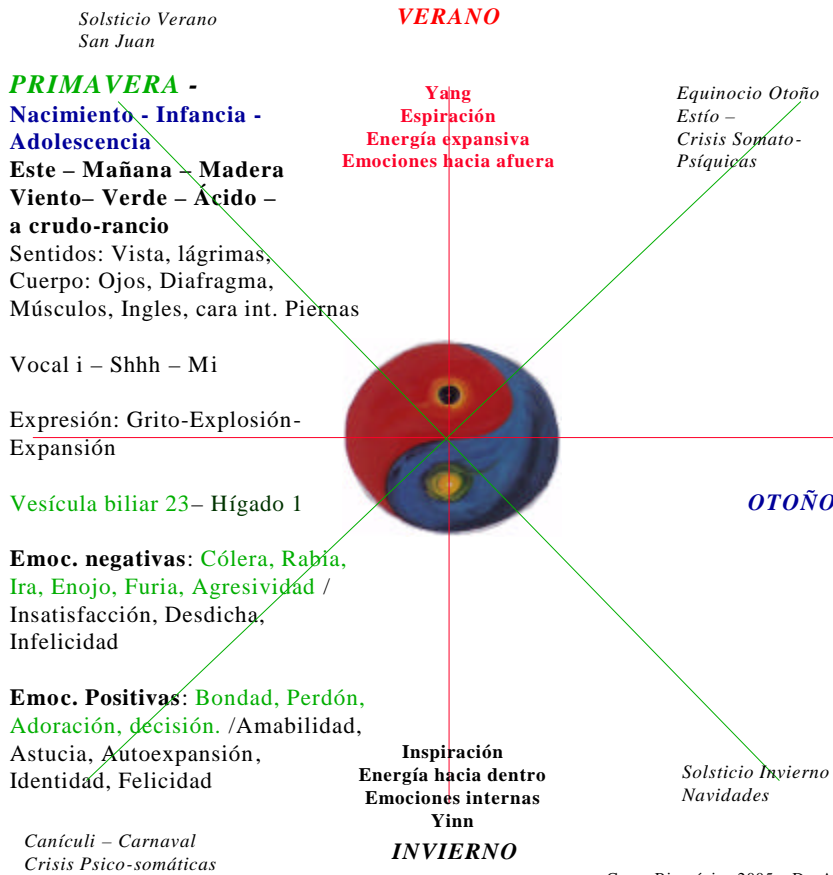 Solsticio Verano
San Juan
VERANO
PRIMAVERA -
Nacimiento - Infancia -
Adolescencia
Este – Mañana – Madera
Viento– Verde – Ácido –
a crudo-rancio
Sentidos: Vista, lágrimas,
Cuerpo: Ojos, Diafragma,
Músculos, Ingles, cara int. Piernas
Vocal i – Shhh – Mi
Expresión: Grito-Explosión-
Expansión
Vesícula biliar 23– Hígado 1
Emoc. negativas: Cólera, Rabia,
Ira, Enojo, Furia, Agresividad /
Insatisfacción, Desdicha,
Infelicidad
Emoc. Positivas: Bondad, Perdón,
Adoración, decisión. /Amabilidad,
Astucia, Autoexpansión,
Identidad, Felicidad
Yang
Espiración
Energía expansiva
Emociones hacia afuera
Equinocio Otoño
Estío –
Crisis Somato-
Psíquicas
OTOÑO
Inspiración
Energía hacia dentro
Emociones internas
Yinn
INVIERNO
Solsticio Invierno
Navidades
Canículi – Carnaval
Crisis Psico-somáticas